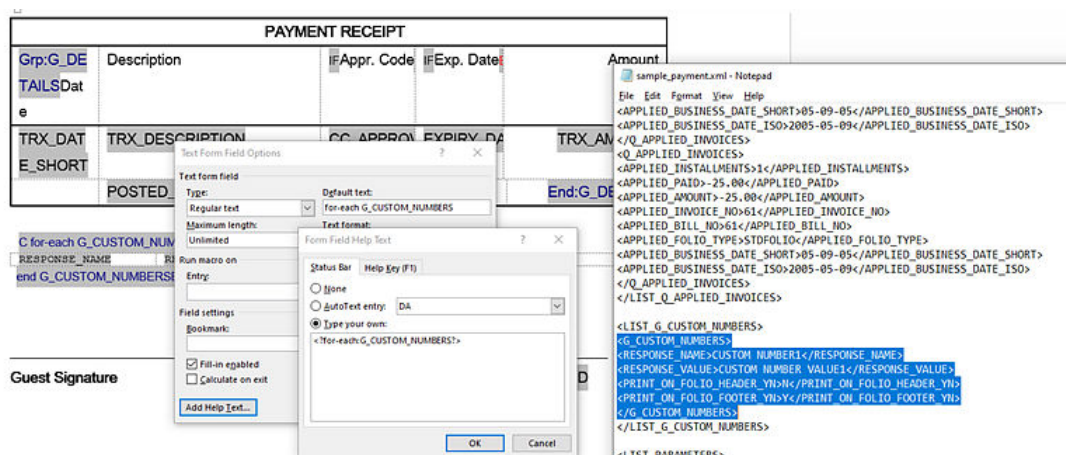 PAYMENT RECEIPT
Grp:G_DE
TAILSDat
e
Description
IFAppr. Code
IFExp. Date
Amount
TRX_DAT
E_SHORT
TRX_DESCRIPTION
CC_APPROV
EXPIRY_DA
TRX_AM
POSTED_
End:G_DE
C for-each G_CUSTOM_NUM
RESPONSE_NAME
end G_CUSTOM_NUMBERSE
Guest Signature
D
Text Form Field Options
? ×
Text form field
Type:
Default text:
Regular text
for-each G_CUSTOM_NUMBERS
Maximum length:
Text format:
Unlimited
Run macro on
Entry:
Field settings
Bookmark:
Fill-in enabled
Calculate on exit
Add Help Text...
Form Field Help Text
? ×
Status Bar
Help Key (F1)
None
AutoText entry:
DA
Type your own:
<?for-each:G_CUSTOM_NUMBERS?>
OK
Cancel
sample_payment.xml - Notepad
File Edit Format View Help
<APPLIED_BUSINESS_DATE_SHORT>05-09-05</APPLIED_BUSINESS_DATE_SHORT>
<APPLIED_BUSINESS_DATE_ISO>2005-05-09</APPLIED_BUSINESS_DATE_ISO>
</Q_APPLIED_INVOICES>
<Q_APPLIED_INVOICES>
<APPLIED_INSTALLMENTS>1</APPLIED_INSTALLMENTS>
<APPLIED_PAID>-25.00</APPLIED_PAID>
<APPLIED_AMOUNT>-25.00</APPLIED_AMOUNT>
<APPLIED_INVOICE_NO>61</APPLIED_INVOICE_NO>
<APPLIED_BILL_NO>61</APPLIED_BILL_NO>
<APPLIED_FOLIO_TYPE>STDFOLIO</APPLIED_FOLIO_TYPE>
<APPLIED_BUSINESS_DATE_SHORT>05-09-05</APPLIED_BUSINESS_DATE_SHORT>
<APPLIED_BUSINESS_DATE_ISO>2005-05-09</APPLIED_BUSINESS_DATE_ISO>
</Q_APPLIED_INVOICES>
</LIST_Q_APPLIED_INVOICES>
<LIST_G_CUSTOM_NUMBERS>
<G_CUSTOM_NUMBERS>
<RESPONSE_NAME>CUSTOM NUMBER1</RESPONSE_NAME>
<RESPONSE_VALUE>CUSTOM NUMBER VALUE1</RESPONSE_VALUE>
<PRINT_ON_FOLIO_HEADER_YN>N</PRINT_ON_FOLIO_HEADER_YN>
<PRINT_ON_FOLIO_FOOTER_YN>Y</PRINT_ON_FOLIO_FOOTER_YN>
</G_CUSTOM_NUMBERS>
</LIST_G_CUSTOM_NUMBERS>